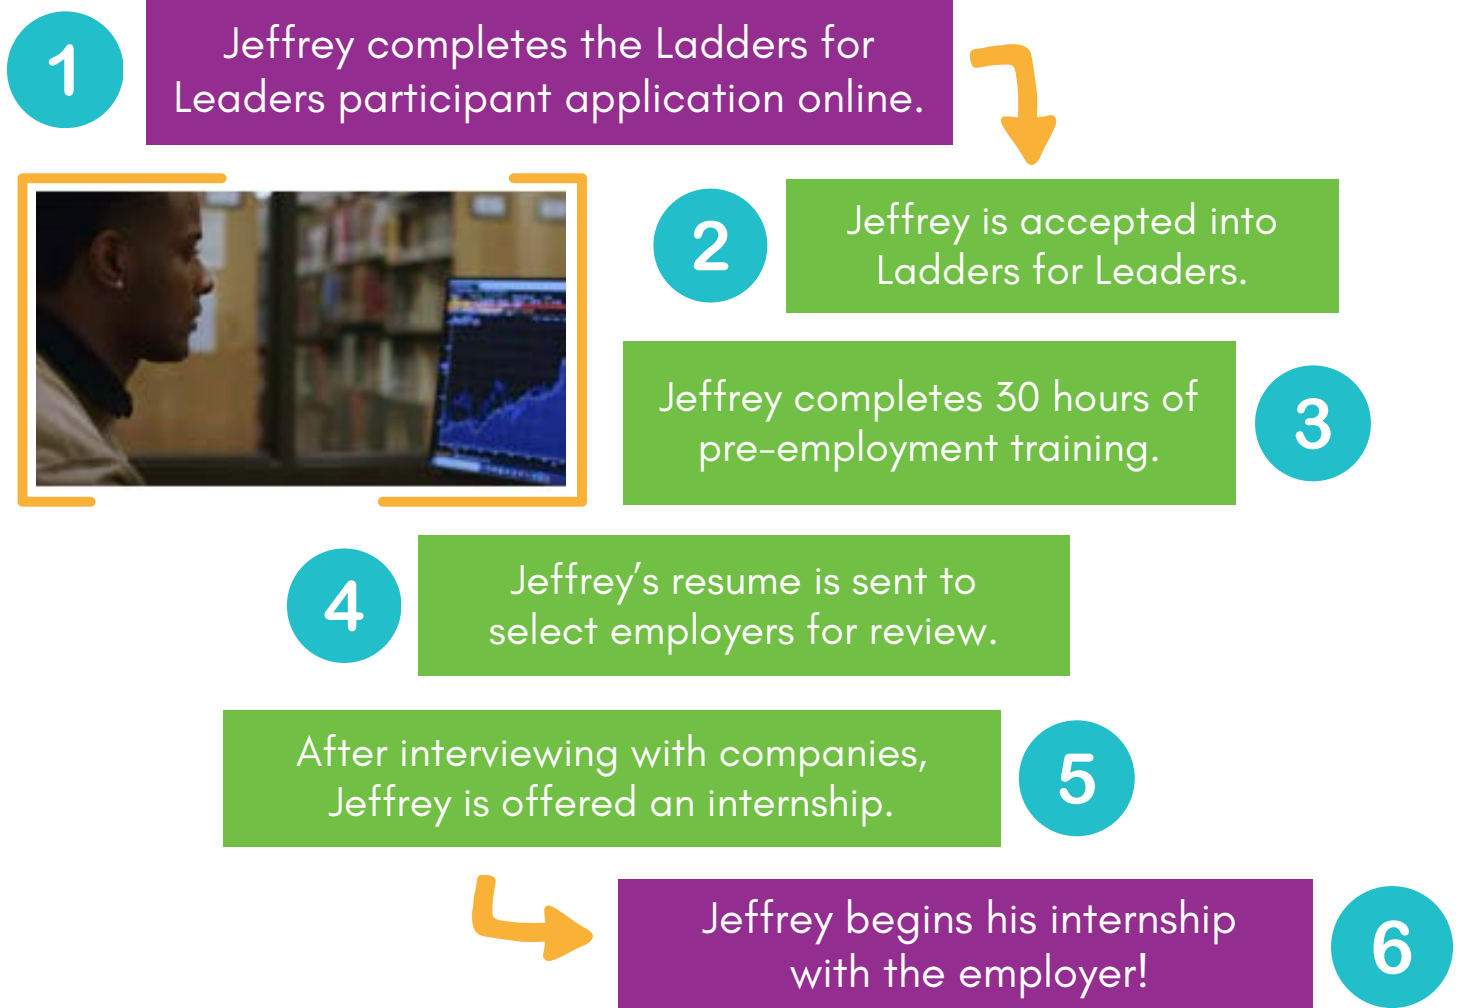 1
Jeffrey completes the Ladders for
Leaders participant application online.
2
Jeffrey is accepted into
Ladders for Leaders.
Jeffrey completes 30 hours of
pre-employment training.
3
4
Jeffrey’s resume is sent to
select employers for review.
After interviewing with companies,
Jeffrey is offered an internship.
5
Jeffrey begins his internship
with the employer!
6